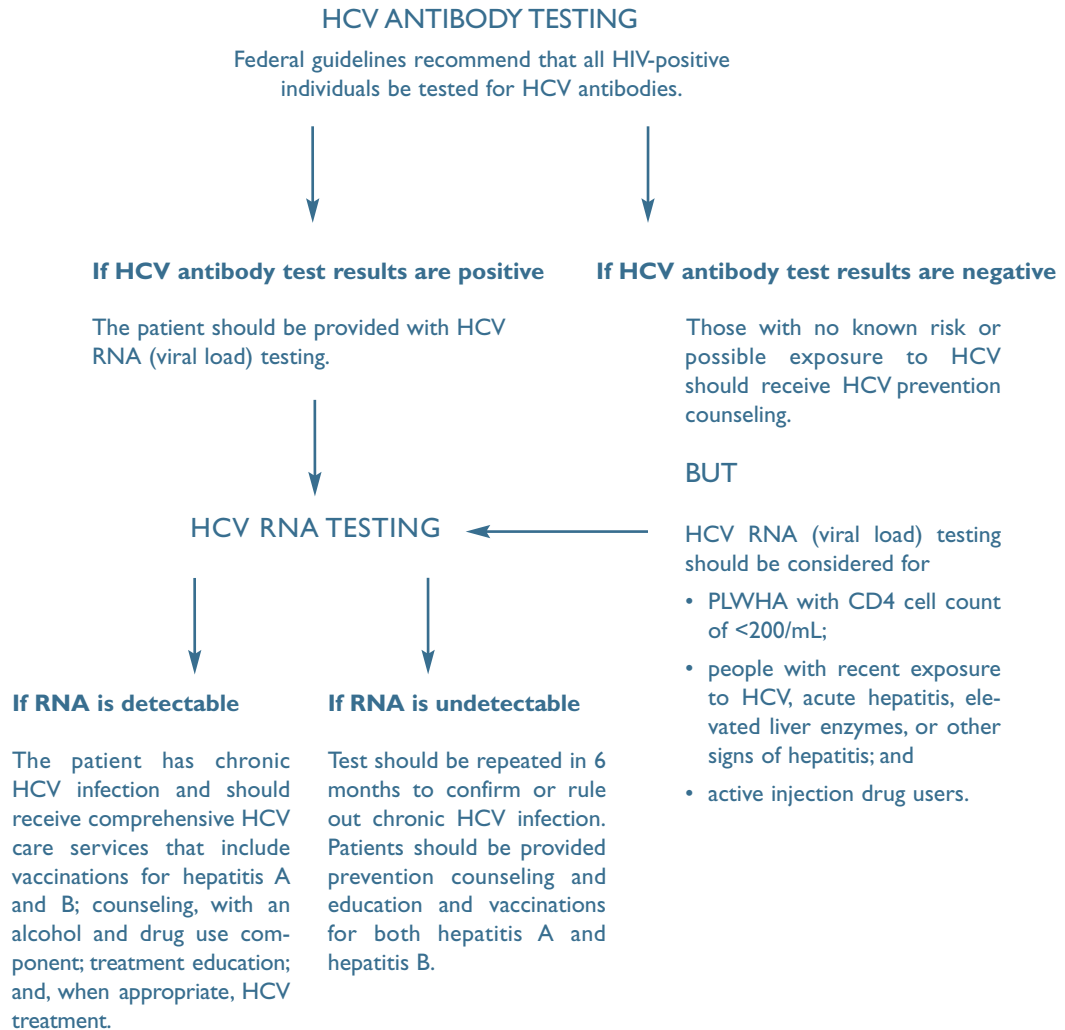 HCV ANTIBODY TESTING
Federal guidelines recommend that all HIV-positive
individuals be tested for HCV antibodies.
If HCV antibody test results are positive
The patient should be provided with HCV
RNA (viral load) testing.
If HCV antibody test results are negative
Those with no known risk or
possible exposure to HCV
should receive HCV prevention
counseling.
BUT
HCV RNA (viral load) testing
should be considered for
• PLWHA with CD4 cell count
of <200/mL;
• people with recent exposure
to HCV, acute hepatitis, ele-
vated liver enzymes, or other
signs of hepatitis; and
• active injection drug users.
HCV RNA TESTING
If RNA is detectable
The patient has chronic
HCV infection and should
receive comprehensive HCV
care services that include
vaccinations for hepatitis A
and B; counseling, with an
alcohol and drug use com-
ponent; treatment education;
and, when appropriate, HCV
treatment.
If RNA is undetectable
Test should be repeated in 6
months to confirm or rule
out chronic HCV infection.
Patients should be provided
prevention counseling and
education and vaccinations
for both hepatitis A and
hepatitis B.